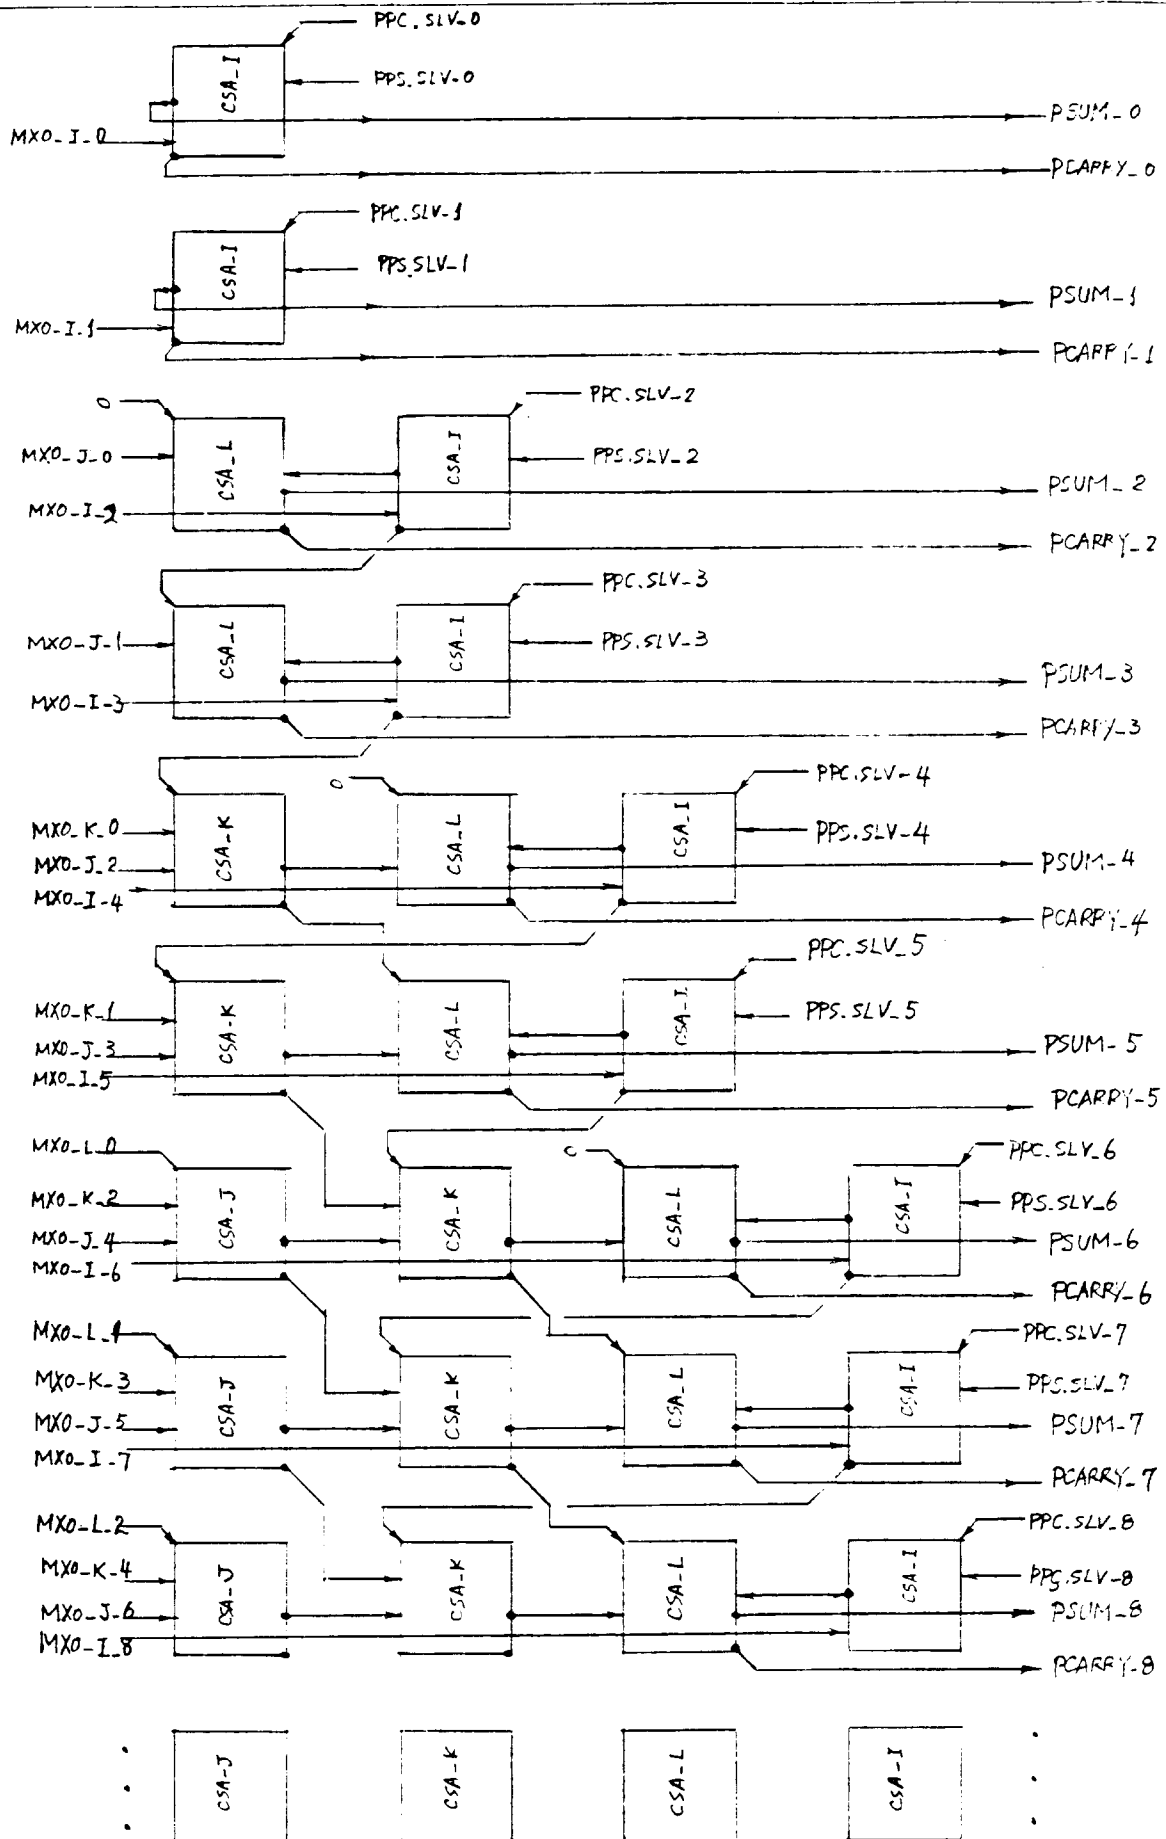 PPC.SLV-0
CSA-I
PPS.SLV-0
PSUM-0
MXO-I-0
PCARRY-0
PPC.SLV-1
CSA-I
PPS.SLV-1
PSUM-1
MXO-I-1
PCARRY-1
PPC.SLV-2
0
CSA-L
CSA-I
MXO-J-0
PPS.SLV-2
PSUM-2
MXO-I-2
PCARRY-2
PPC.SLV-3
CSA-L
CSA-I
MXO-J-1
PPS.SLV-3
PSUM-3
MXO-I-3
PCARRY-3
PPC.SLV-4
0
MXO-K-0
CSA-K
CSA-L
CSA-I
PPS.SLV-4
MXO-J-2
PSUM-4
MXO-I-4
PCARRY-4
PPC.SLV-5
MXO-K-1
CSA-K
CSA-L
CSA-I
PPS.SLV-5
MXO-J-3
PSUM-5
MXO-I-5
PCARRY-5
MXO-L-0
0
PPC.SLV-6
MXO-K-2
CSA-J
CSA-K
CSA-L
CSA-I
PPS.SLV-6
MXO-J-4
PSUM-6
MXO-I-6
PCARRY-6
MXO-L-1
PPC.SLV-7
MXO-K-3
CSA-J
CSA-K
CSA-L
CSA-I
PPS.SLV-7
MXO-J-5
PSUM-7
MXO-I-7
PCARRY-7
MXO-L-2
PPC.SLV-8
MXO-K-4
CSA-J
CSA-K
CSA-L
CSA-I
PPS.SLV-8
MXO-J-6
PSUM-8
MXO-I-8
PCARRY-8
CSA-J
CSA-K
CSA-L
CSA-I